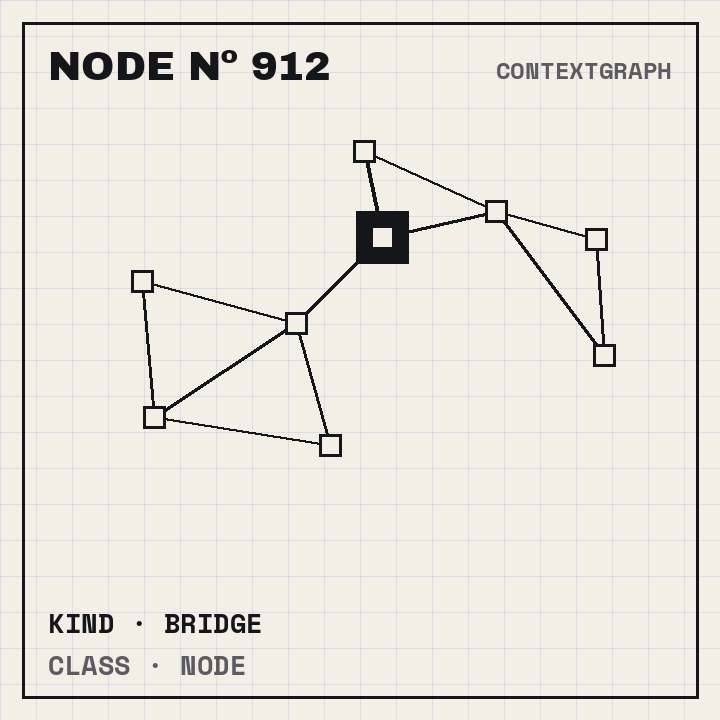 NODE Nº 912
CONTEXTGRAPH
KIND · BRIDGE
CLASS · NODE